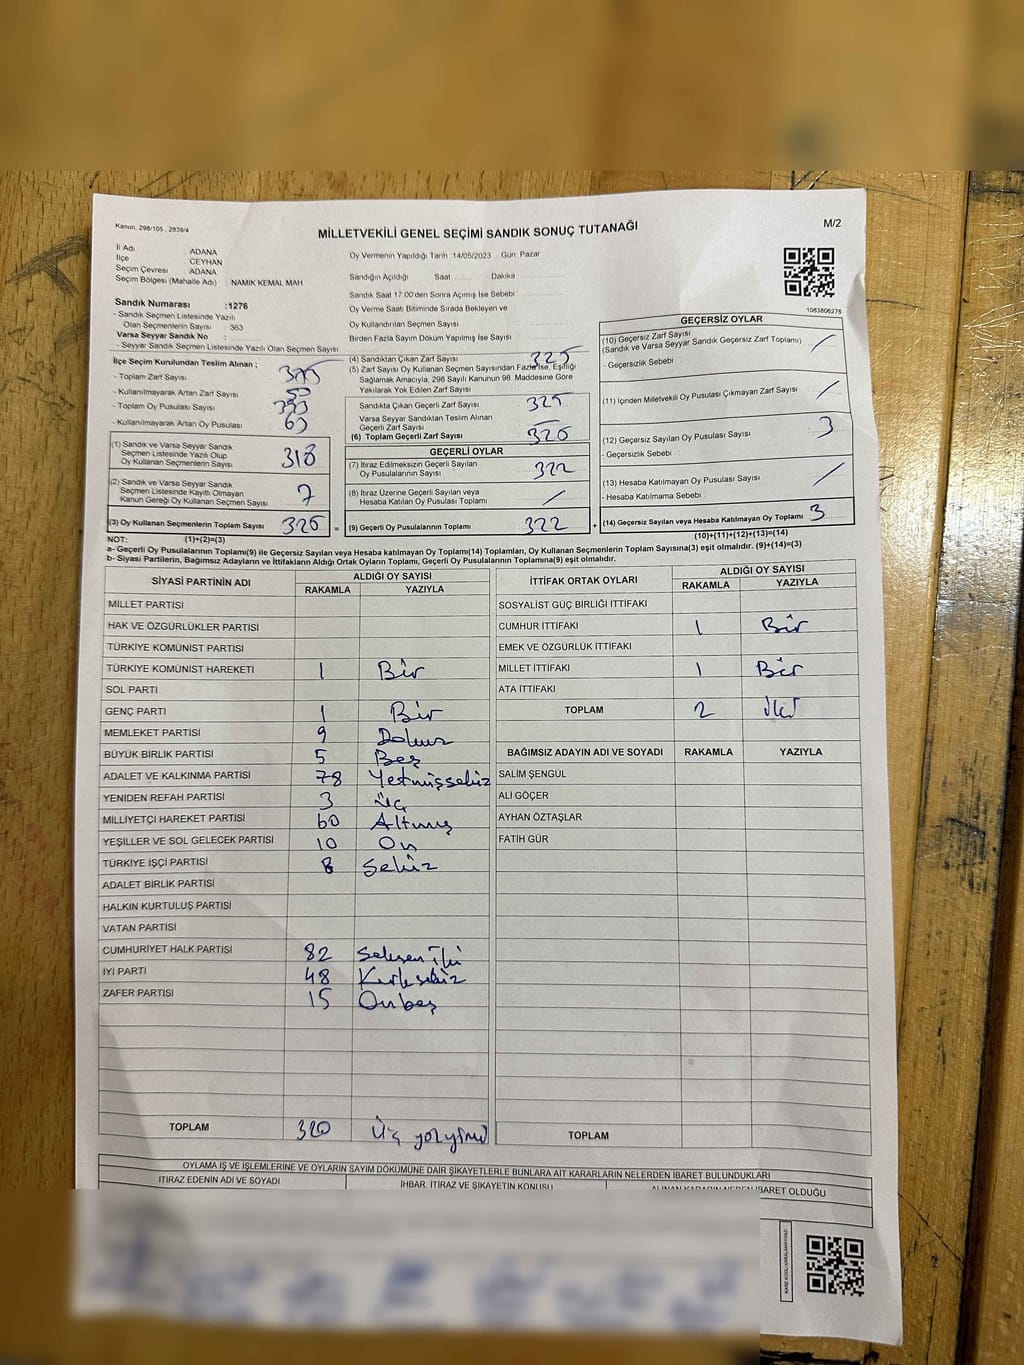 Kanun, 298/105 , 2839/4
MİLLETVEKİLİ GENEL SEÇİMİ SANDIK SONUÇ TUTANAĞI
M/2
İl Adı ADANA
İlçe CEYHAN
Seçim Çevresi ADANA
Seçim Bölgesi (Mahalle Adı) : NAMIK KEMAL MAH
Oy Vermenin Yapıldığı Tarih :14/05/2023 Gün: Pazar
Sandığın Açıldığı Saat Dakika
Sandık Saat 17:00'den Sonra Açılmış İse Sebebi
Oy Verme Saati Bitiminde Sırada Bekleyen ve
Oy Kullandırılan Seçmen Sayısı
Birden Fazla Sayım Döküm Yapılmış İse Sayısı
1083806278
Sandık Numarası :1276
- Sandık Seçmen Listesinde Yazılı
Olan Seçmenlerin Sayısı : 363
Varsa Seyyar Sandık No :
- Seyyar Sandık Seçmen Listesinde Yazılı Olan Seçmen Sayısı
İlçe Seçim Kurulundan Teslim Alınan ;
- Toplam Zarf Sayısı
- Kullanılmayarak Artan Zarf Sayısı
- Toplam Oy Pusulası Sayısı
- Kullanılmayarak Artan Oy Pusulası
(1) Sandık ve Varsa Seyyar Sandık
Seçmen Listesinde Yazılı Olup
Oy Kullanan Seçmenlerin Sayısı 318
(2) Sandık ve Varsa Seyyar Sandık
Seçmen Listesinde Kayıtlı Olmayan
Kanun Gereği Oy Kullanan Seçmen Sayısı 7
(3) Oy Kullanan Seçmenlerin Toplam Sayısı 325 =
(4) Sandıktan Çıkan Zarf Sayısı 325
(5) Zarf Sayısı Oy Kullanan Seçmen Sayısından Fazla İse, Eşitliği
Sağlamak Amacıyla, 298 Sayılı Kanunun 98. Maddesine Göre
Yakılarak Yok Edilen Zarf Sayısı
Sandıkta Çıkan Geçerli Zarf Sayısı 325
Varsa Seyyar Sandıktan Teslim Alınan
Geçerli Zarf Sayısı
(6) Toplam Geçerli Zarf Sayısı 325
GEÇERLİ OYLAR
(7) İtiraz Edilmeksizin Geçerli Sayılan
Oy Pusulalarının Sayısı 322
(8) İtiraz Üzerine Geçerli Sayılan veya
Hesaba Katılan Oy Pusulası Toplamı /
(9) Geçerli Oy Pusulalarının Toplamı 322 +
GEÇERSİZ OYLAR
(10) Geçersiz Zarf Sayısı
(Sandık ve Varsa Seyyar Sandık Geçersiz Zarf Toplamı) /
- Geçersizlik Sebebi
(11) İçinden Milletvekili Oy Pusulası Çıkmayan Zarf Sayısı /
(12) Geçersiz Sayılan Oy Pusulası Sayısı 3
- Geçersizlik Sebebi :
(13) Hesaba Katılmayan Oy Pusulası Sayısı /
- Hesaba Katılmama Sebebi :
(14) Geçersiz Sayılan veya Hesaba Katılmayan Oy Toplamı 3
NOT: (1)+(2)=(3) (10)+(11)+(12)+(13)=(14)
a- Geçerli Oy Pusulalarının Toplamı(9) ile Geçersiz Sayılan veya Hesaba katılmayan Oy Toplamı(14) Toplamları, Oy Kullanan Seçmenlerin Toplam Sayısına(3) eşit olmalıdır. (9)+(14)=(3)
b- Siyasi Partilerin, Bağımsız Adayların ve İttifakların Aldığı Ortak Oyların Toplamı, Geçerli Oy Pusulalarının Toplamına(9) eşit olmalıdır.
SİYASİ PARTİNİN ADI ALDIĞI OY SAYISI
RAKAMLA YAZIYLA
MİLLET PARTİSİ
HAK VE ÖZGÜRLÜKLER PARTİSİ
TÜRKİYE KOMÜNİST PARTİSİ
TÜRKİYE KOMÜNİST HAREKETİ 1 Bir
SOL PARTİ
GENÇ PARTİ 1 Bir
MEMLEKET PARTİSİ 9 Dokuz
BÜYÜK BİRLİK PARTİSİ 5 Beş
ADALET VE KALKINMA PARTİSİ 78 Yetmişsekiz
YENİDEN REFAH PARTİSİ 3 Üç
MİLLİYETÇİ HAREKET PARTİSİ 60 Altmış
YEŞİLLER VE SOL GELECEK PARTİSİ 10 On
TÜRKİYE İŞÇİ PARTİSİ 8 Sekiz
ADALET BİRLİK PARTİSİ
HALKIN KURTULUŞ PARTİSİ
VATAN PARTİSİ
CUMHURİYET HALK PARTİSİ 82 Seksen İki
İYİ PARTİ 48 Kırksekiz
ZAFER PARTİSİ 15 Onbeş
TOPLAM 320 Üç yüzyirmi
İTTİFAK ORTAK OYLARI ALDIĞI OY SAYISI
RAKAMLA YAZIYLA
SOSYALİST GÜÇ BİRLİĞİ İTTİFAKI
CUMHUR İTTİFAKI 1 Bir
EMEK VE ÖZGÜRLÜK İTTİFAKI
MİLLET İTTİFAKI 1 Bir
ATA İTTİFAKI
TOPLAM 2 İki
BAĞIMSIZ ADAYIN ADI VE SOYADI RAKAMLA YAZIYLA
SALİM ŞENGÜL
ALİ GÖÇER
AYHAN ÖZTAŞLAR
FATİH GÜR
TOPLAM
OYLAMA İŞ VE İŞLEMLERİNE VE OYLARIN SAYIM DÖKÜMÜNE DAİR ŞİKAYETLERLE BUNLARA AİT KARARLARIN NELERDEN İBARET BULUNDUKLARI
İTİRAZ EDENİN ADI VE SOYADI İHBAR, İTİRAZ VE ŞİKAYETİN KONUSU ALINAN KARARIN NEDEN İBARET OLDUĞU